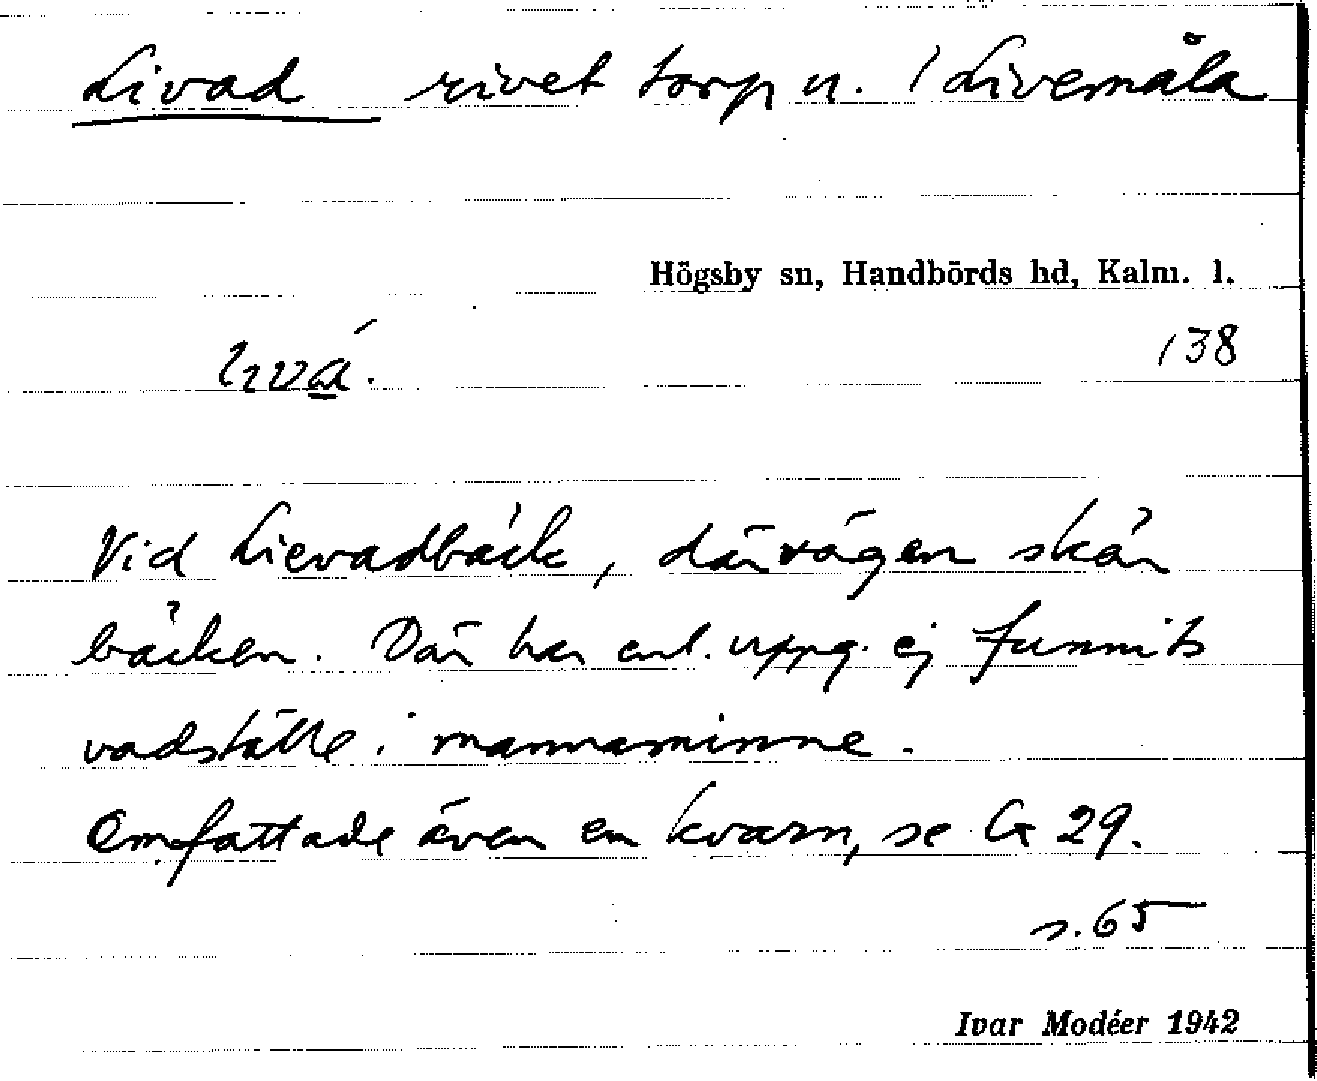 Livad rivet torp u. / Livemåla
Högsby sn, Handbörds hd, Kalm. l.
138
Vid Lievadbäck, där vägen skär
bäcken. Där har enl. uppg. ej funnits
vadställe i mannaminne.
Omfattade även en kvarn, se G 29.
s. 65
Ivar Modéer 1942